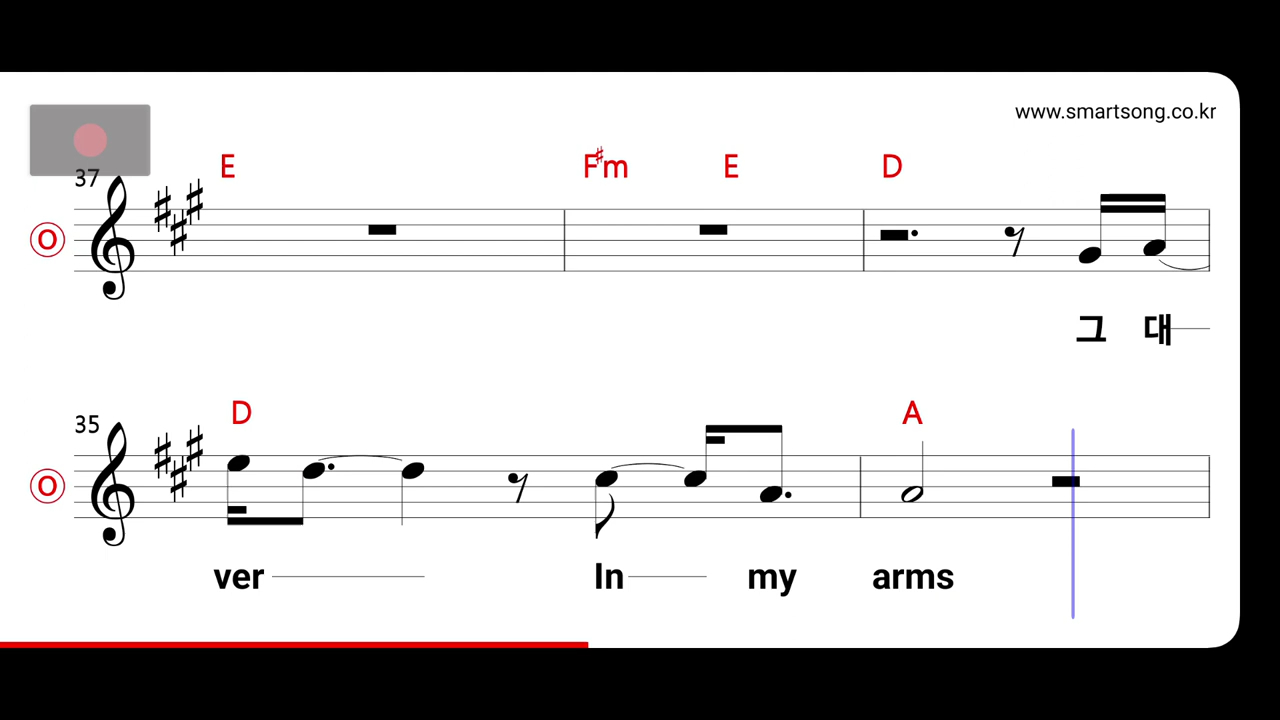 www.smartsong.co.kr
37 E F♯m E D
O
그 대
35 D A
O
ver In my arms